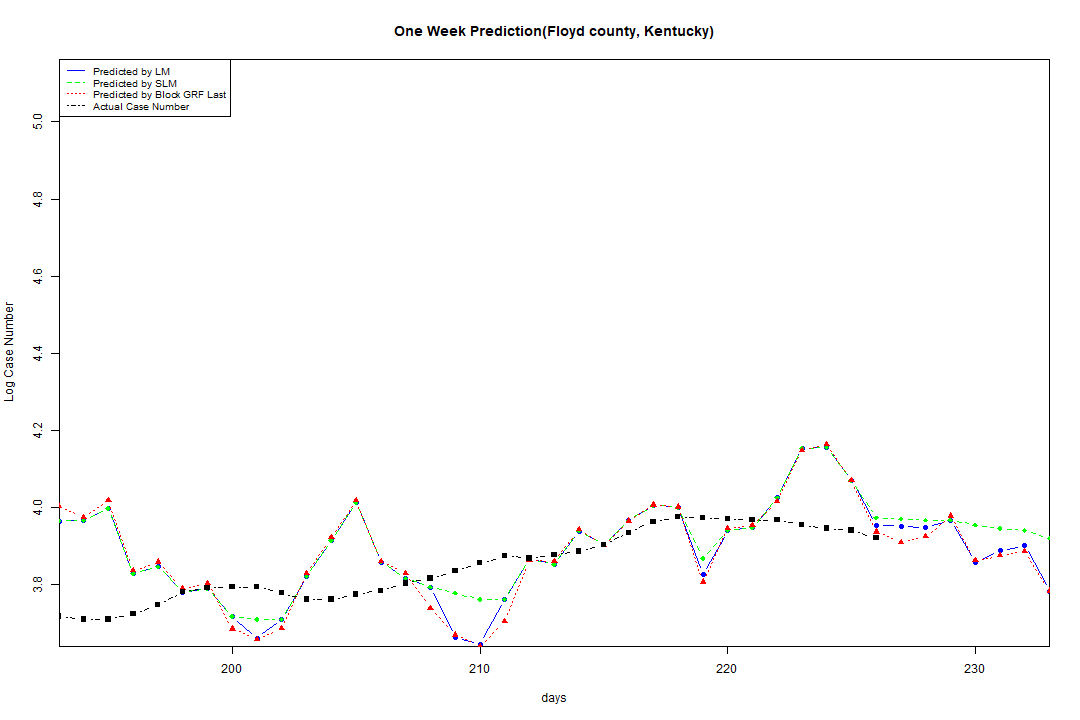 One Week Prediction(Floyd county, Kentucky)
Predicted by LM
Predicted by SLM
Predicted by Block GRF Last
Actual Case Number
Log Case Number
5.0
4.8
4.6
4.4
4.2
4.0
3.8
200 210 220 230
days